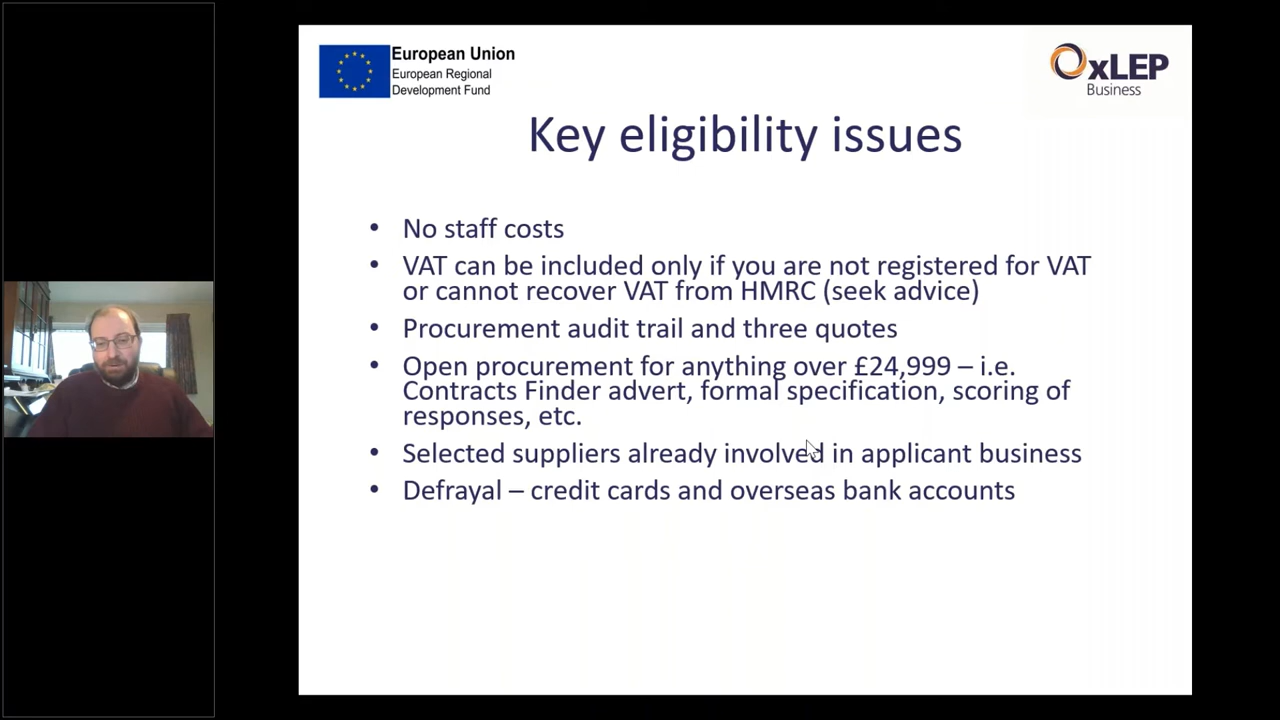 European Union
European Regional
Development Fund
OxLEP
Business
Key eligibility issues
• No staff costs
• VAT can be included only if you are not registered for VAT
or cannot recover VAT from HMRC (seek advice)
• Procurement audit trail and three quotes
• Open procurement for anything over £24,999 – i.e.
Contracts Finder advert, formal specification, scoring of
responses, etc.
• Selected suppliers already involved in applicant business
• Defrayal – credit cards and overseas bank accounts